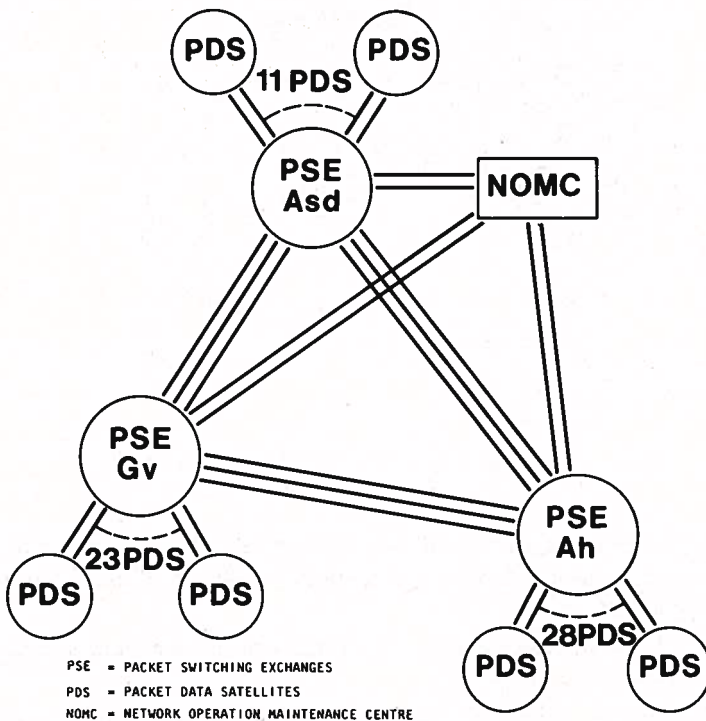 PDS
PDS
11 PDS
PSE
Asd
NOMC
PSE
Gv
PSE
Ah
23PDS
PDS
PDS
28PDS
PDS
PDS
PSE = PACKET SWITCHING EXCHANGES
PDS = PACKET DATA SATELLITES
NOMC = NETWORK OPERATION MAINTENANCE CENTRE